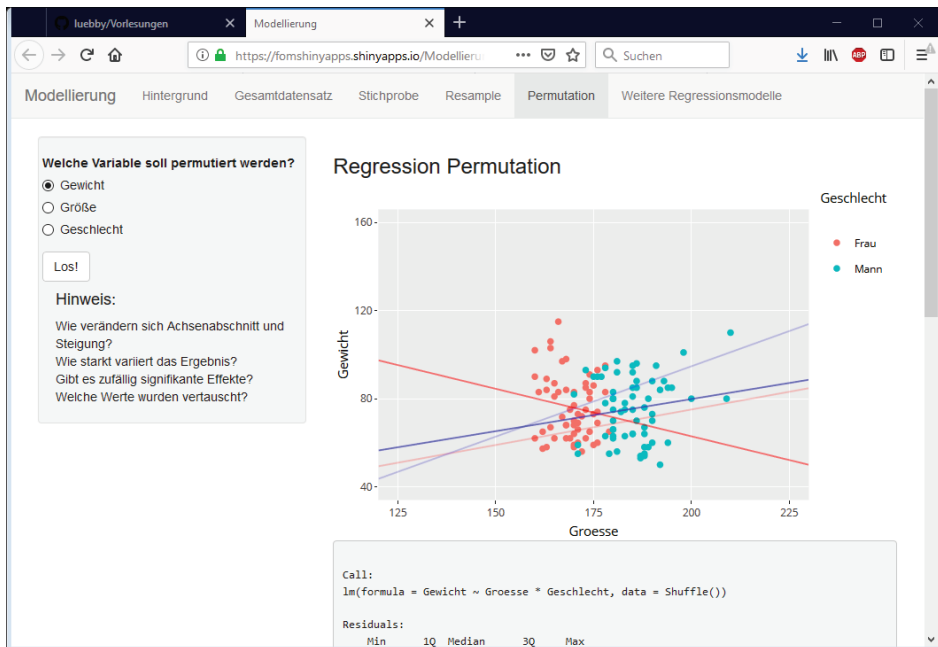 luebby/Vorlesungen
Modellierung
https://fomshinyapps.shinyapps.io/Modellieru
Suchen
ABP
Modellierung
Hintergrund
Gesamtdatensatz
Stichprobe
Resample
Permutation
Weitere Regressionsmodelle
Welche Variable soll permutiert werden?
Gewicht
Größe
Geschlecht
Los!
Hinweis:
Wie verändern sich Achsenabschnitt und
Steigung?
Wie starkt variiert das Ergebnis?
Gibt es zufällig signifikante Effekte?
Welche Werte wurden vertauscht?
Regression Permutation
Geschlecht
Frau
Mann
Gewicht
160
120
80
40
125
150
175
200
225
Groesse
Call:
lm(formula = Gewicht ~ Groesse * Geschlecht, data = Shuffle())
Residuals:
Min 1Q Median 3Q Max